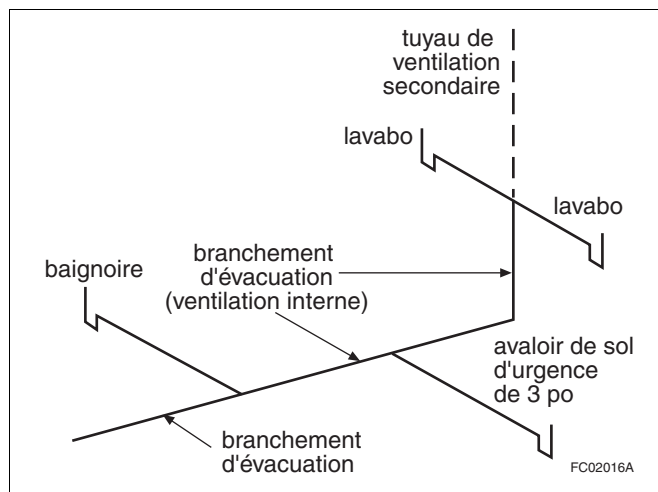 tuyau de
ventilation
secondaire
lavabo
lavabo
branchement
d'évacuation
(ventilation interne)
baignoire
avaloir de sol
d'urgence
de 3 po
branchement
d'évacuation
FC02016A